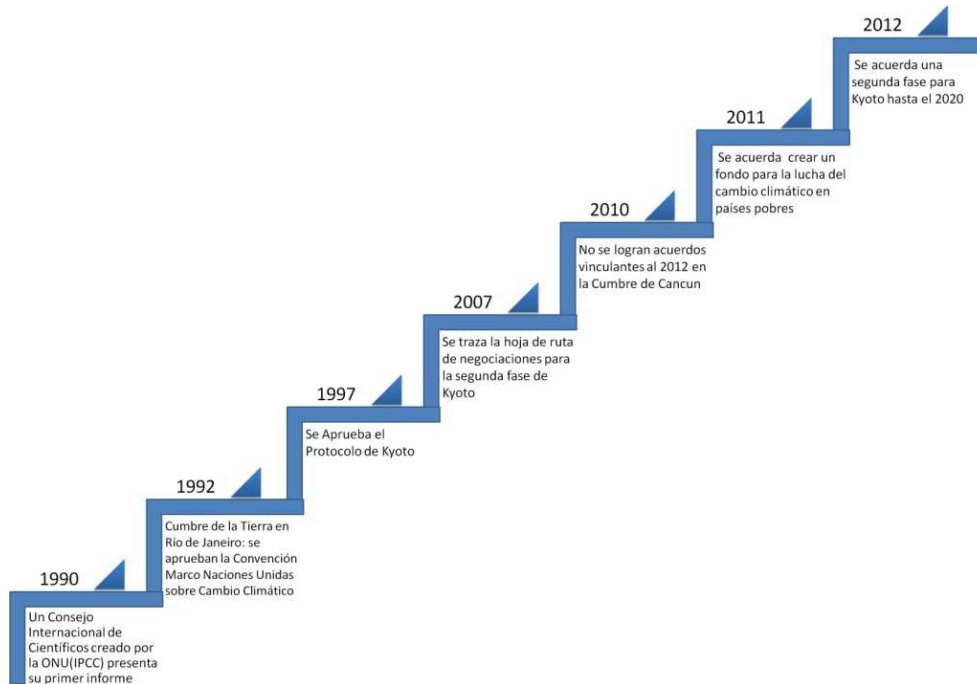 2012
Se acuerda una
segunda fase para
Kyoto hasta el 2020
2011
Se acuerda crear un
fondo para la lucha del
cambio climático en
países pobres
2010
No se logran acuerdos
vinculantes al 2012 en
la Cumbre de Cancun
2007
Se traza la hoja de ruta
de negociaciones para
la segunda fase de
Kyoto
1997
Se Aprueba el
Protocolo de Kyoto
1992
Cumbre de la Tierra en
Río de Janeiro: se
aprueban la Convención
Marco Naciones Unidas
sobre Cambio Climático
1990
Un Consejo
Internacional de
Científicos creado por
la ONU(IPCC) presenta
su primer informe